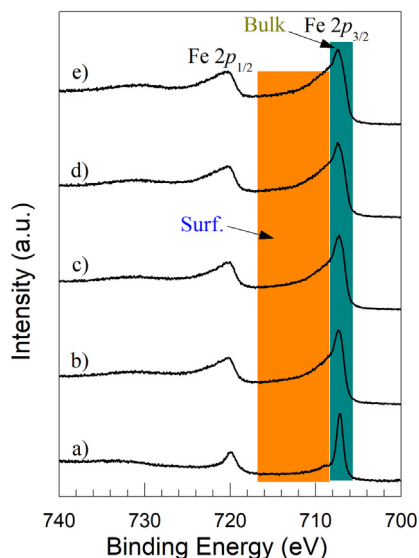 Bulk Fe 2p3/2
Fe 2p1/2
e)
d)
Surf.
c)
b)
a)
Intensity (a.u.)
740 730 720 710 700
Binding Energy (eV)